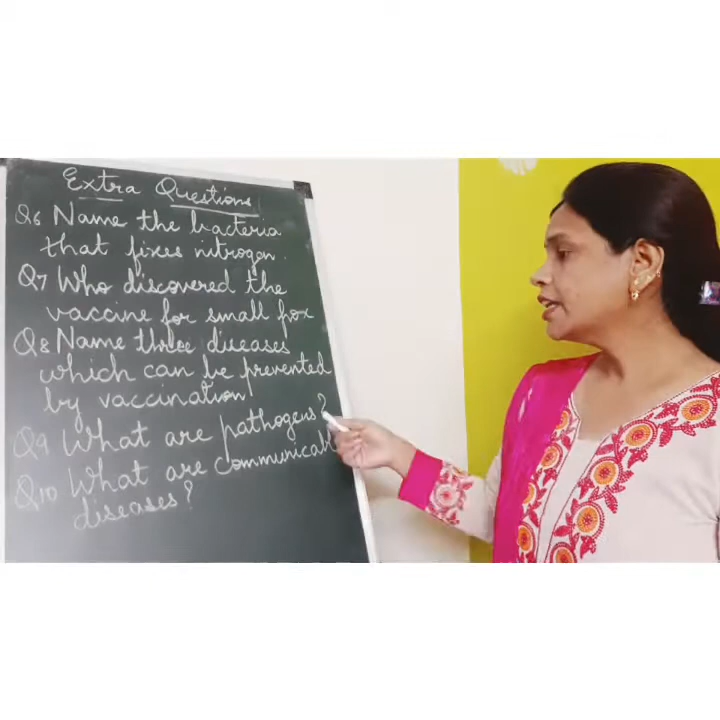 Extra Questions
Q6 Name the bacteria
that fixes nitrogen.
Q7 Who discovered the
vaccine for small pox
Q8 Name three diseases
which can be prevented
by vaccination
Q9 What are pathogens?
Q10 What are communicabl
diseases?